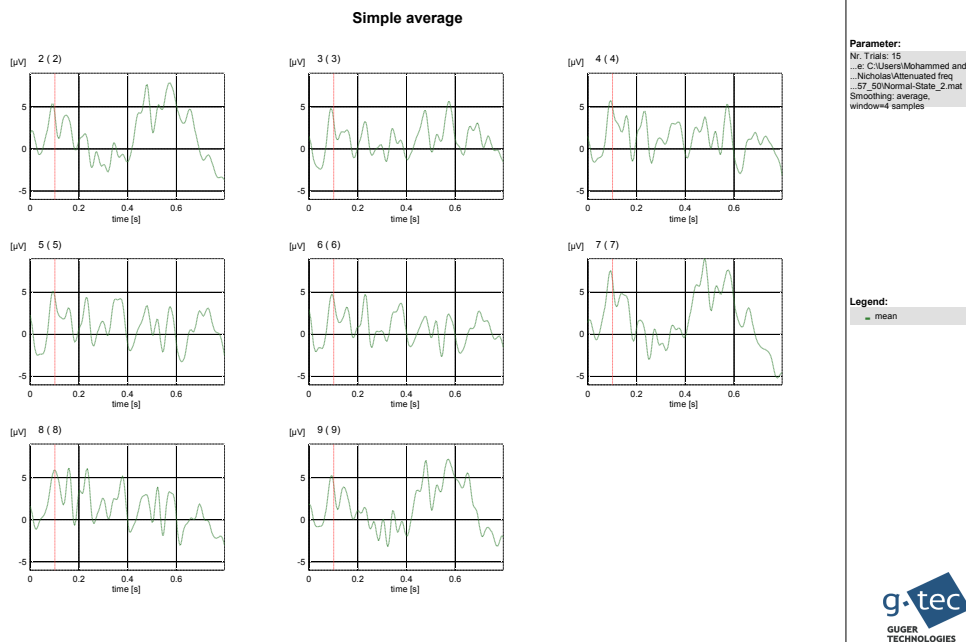 Simple average
[µV] 2 ( 2)
5
0
-5
0 0.2 0.4 0.6
time [s]
[µV] 3 ( 3)
5
0
-5
0 0.2 0.4 0.6
time [s]
[µV] 4 ( 4)
5
0
-5
0 0.2 0.4 0.6
time [s]
[µV] 5 ( 5)
5
0
-5
0 0.2 0.4 0.6
time [s]
[µV] 6 ( 6)
5
0
-5
0 0.2 0.4 0.6
time [s]
[µV] 7 ( 7)
5
0
-5
0 0.2 0.4 0.6
time [s]
[µV] 8 ( 8)
5
0
-5
0 0.2 0.4 0.6
time [s]
[µV] 9 ( 9)
5
0
-5
0 0.2 0.4 0.6
time [s]
Parameter:
Nr. Trials: 15
...e: C:\Users\Mohammed and
...Nicholas\Attenuated freq
...57_50\Normal-State_2.mat
Smoothing: average,
window=4 samples
Legend:
mean
g.tec
GUGER
TECHNOLOGIES